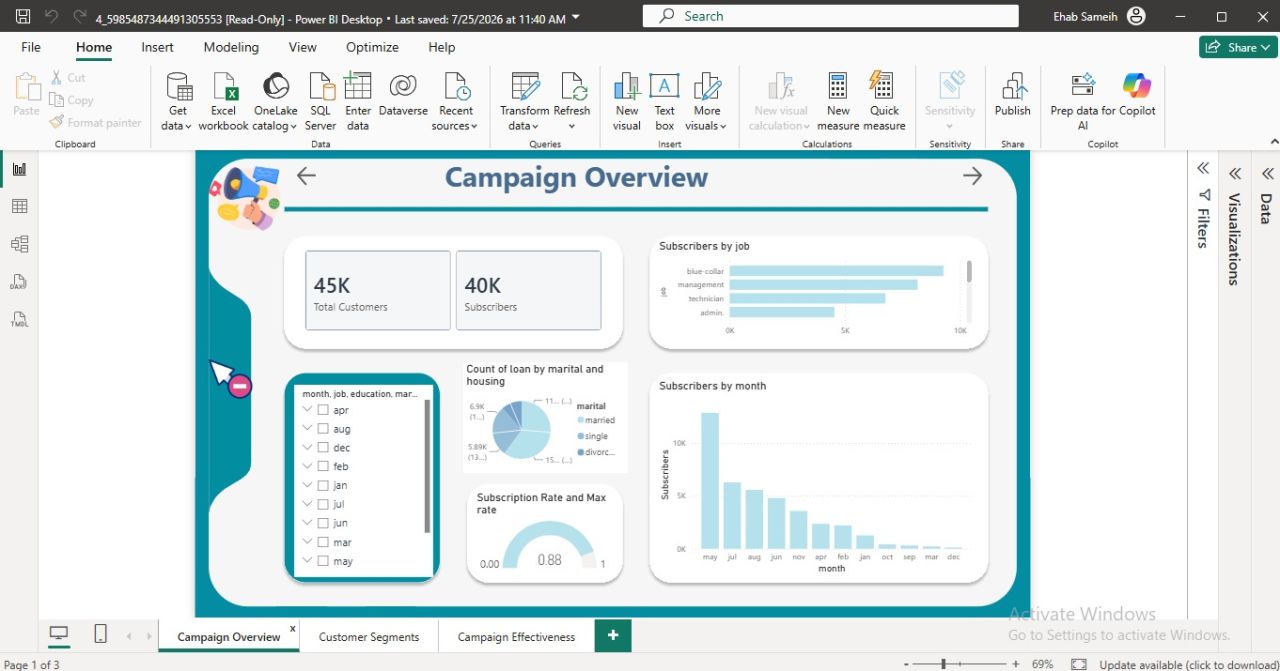 4_5985487344491305553 [Read-Only] - Power BI Desktop • Last saved: 7/25/2026 at 11:40 AM
Search
Ehab Sameih
File Home Insert Modeling View Optimize Help
Share
Paste
Cut
Copy
Format painter
Clipboard
Get data
Excel workbook
OneLake catalog
SQL Server
Enter data
Dataverse
Recent sources
Data
Transform data
Refresh
Queries
New visual
Text box
More visuals
Insert
New visual calculation
New measure
Quick measure
Calculations
Sensitivity
Sensitivity
Publish
Share
Prep data for AI
Copilot
Copilot
Campaign Overview
45K
Total Customers
40K
Subscribers
Subscribers by job
job
blue-collar
management
technician
admin.
0K 5K 10K
month, job, education, mar...
apr
aug
dec
feb
jan
jul
jun
mar
may
Count of loan by marital and
housing
6.9K
(1...)
11... (...)
5.89K
(13...)
15... (...)
marital
married
single
divorc...
Subscription Rate and Max
rate
0.00 0.88 1
Subscribers by month
Subscribers
10K
5K
0K
may jul aug jun nov apr feb jan oct sep mar dec
month
Filters
Visualizations
Data
Activate Windows
Go to Settings to activate Windows.
Campaign Overview x
Customer Segments
Campaign Effectiveness
+
Page 1 of 3
- + 69%
Update available (click to download)